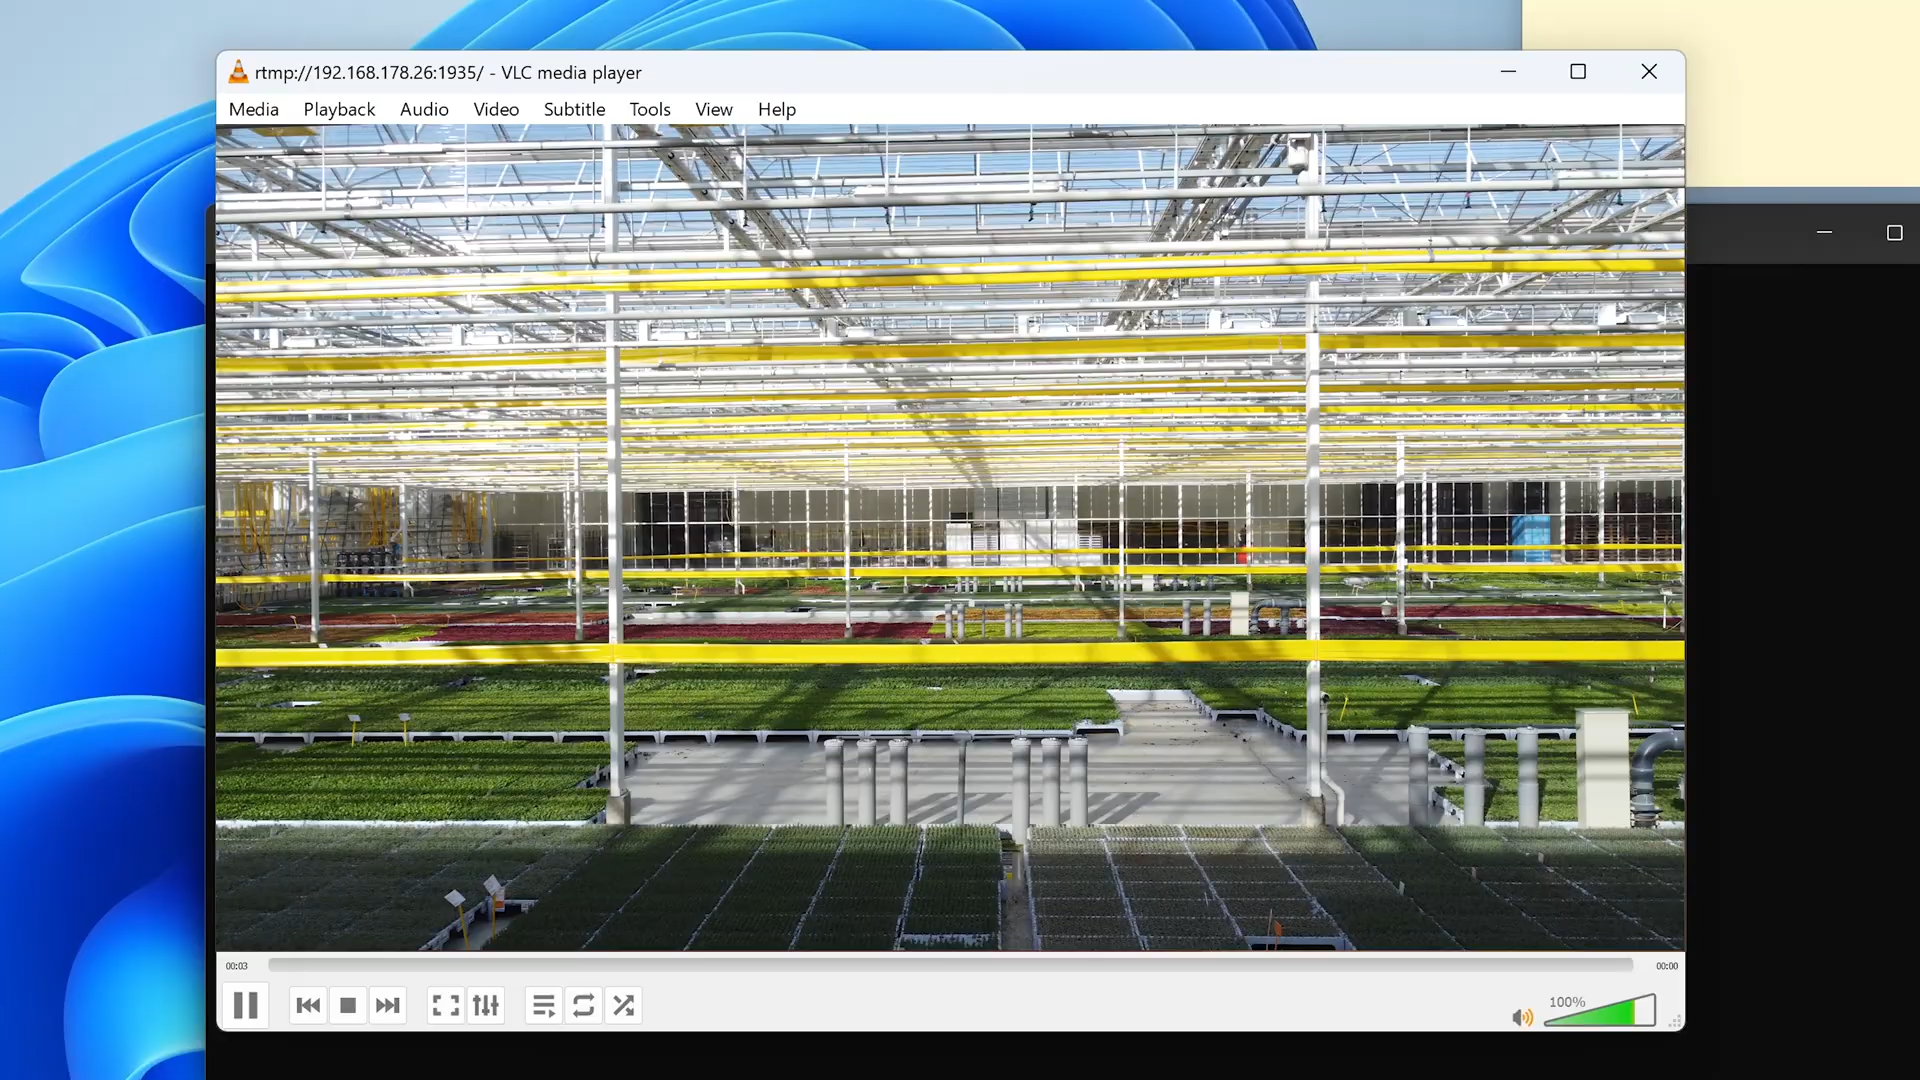 rtmp://192.168.178.26:1935/ - VLC media player
Media Playback Audio Video Subtitle Tools View Help
00:03
00:00
100%